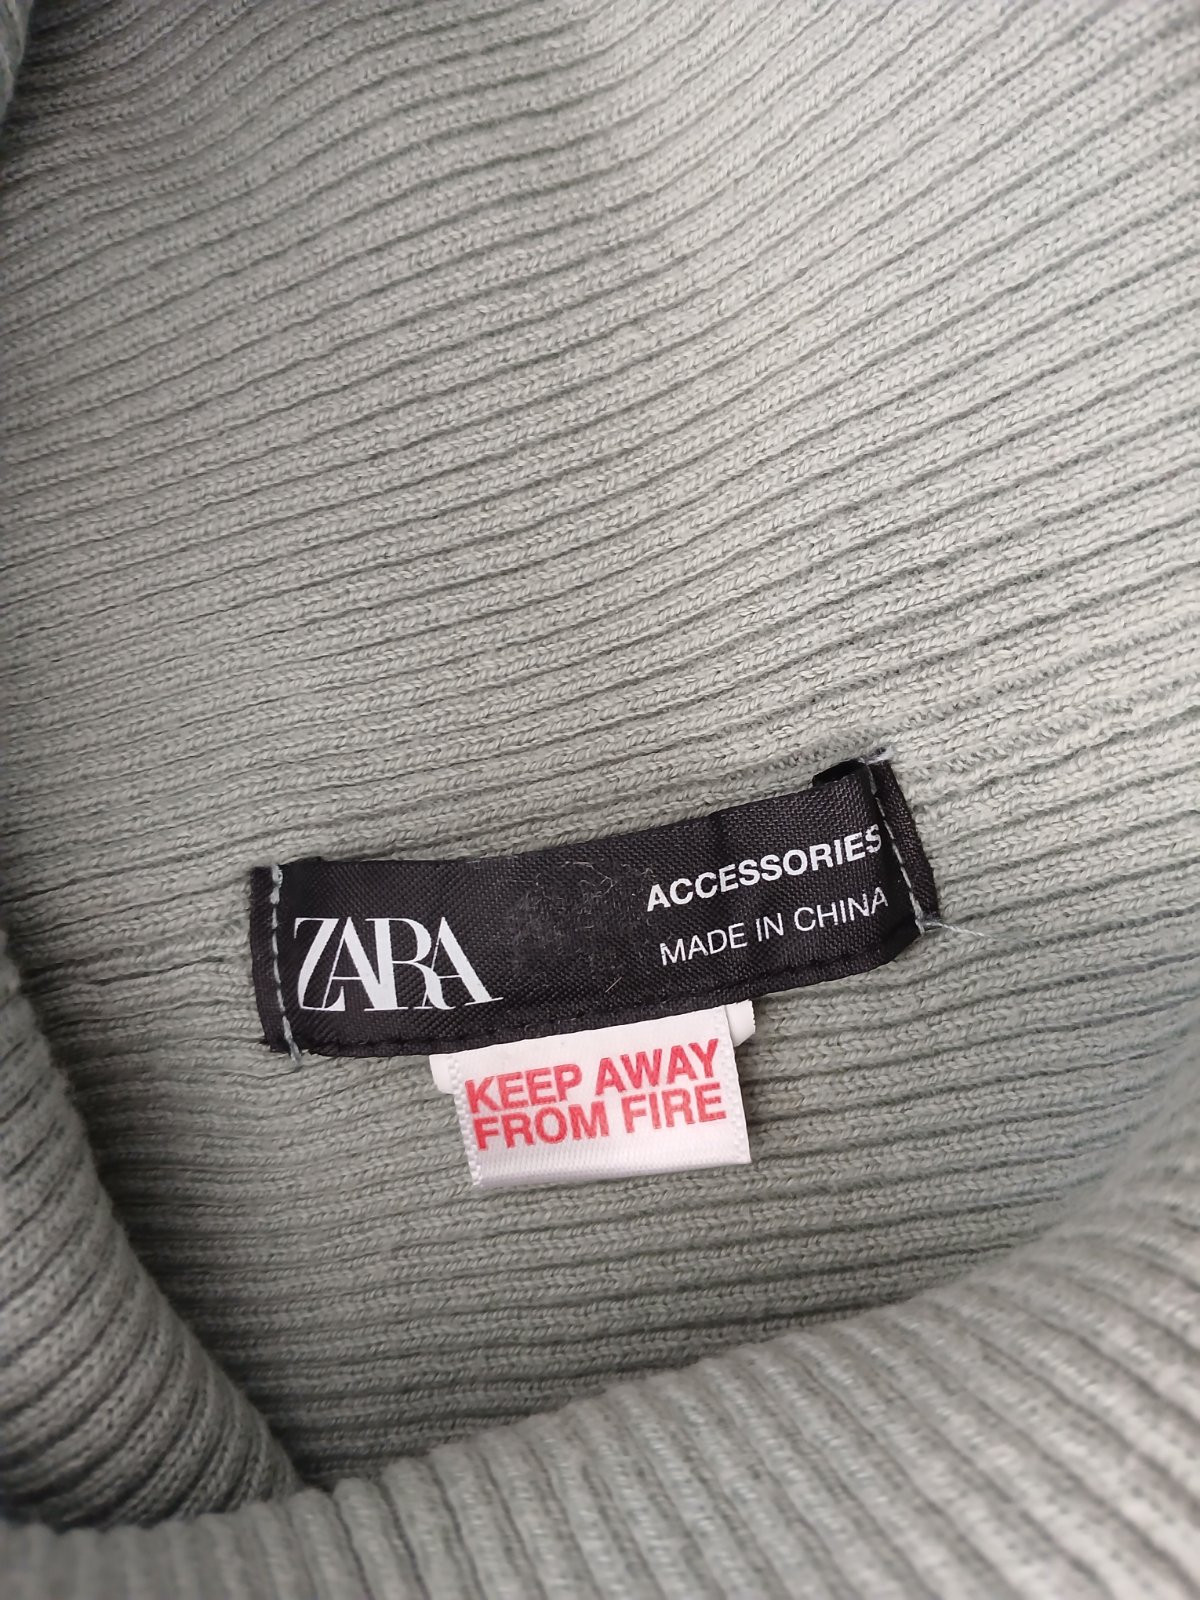 ZARA
ACCESSORIES
MADE IN CHINA
KEEP AWAY
FROM FIRE